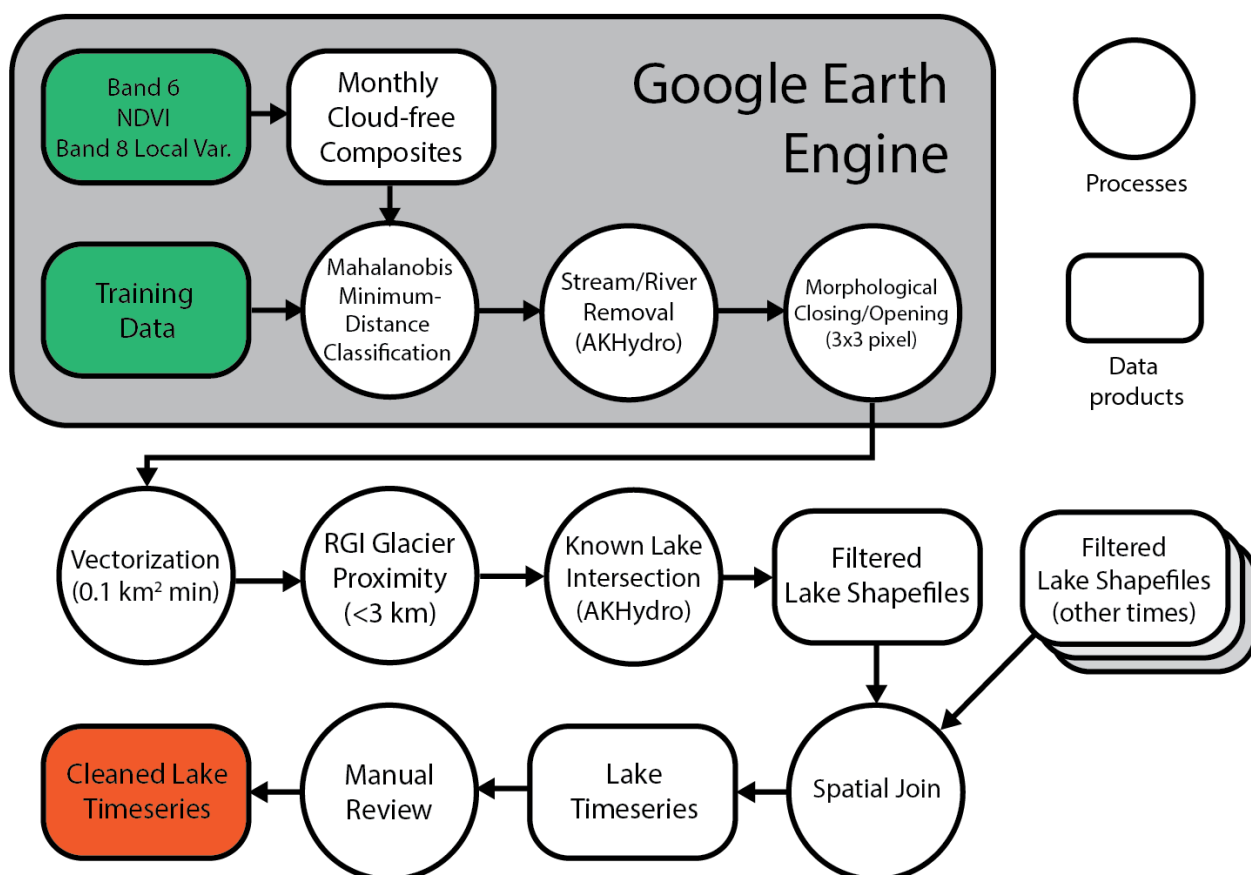 Band 6
NDVI
Band 8 Local Var.
Monthly
Cloud-free
Composites
Google Earth
Engine
Processes
Training
Data
Mahalanobis
Minimum-
Distance
Classification
Stream/River
Removal
(AKHydro)
Morphological
Closing/Opening
(3x3 pixel)
Data
products
Vectorization
(0.1 km² min)
RGI Glacier
Proximity
(<3 km)
Known Lake
Intersection
(AKHydro)
Filtered
Lake Shapefiles
Filtered
Lake Shapefiles
(other times)
Cleaned Lake
Timeseries
Manual
Review
Lake
Timeseries
Spatial Join